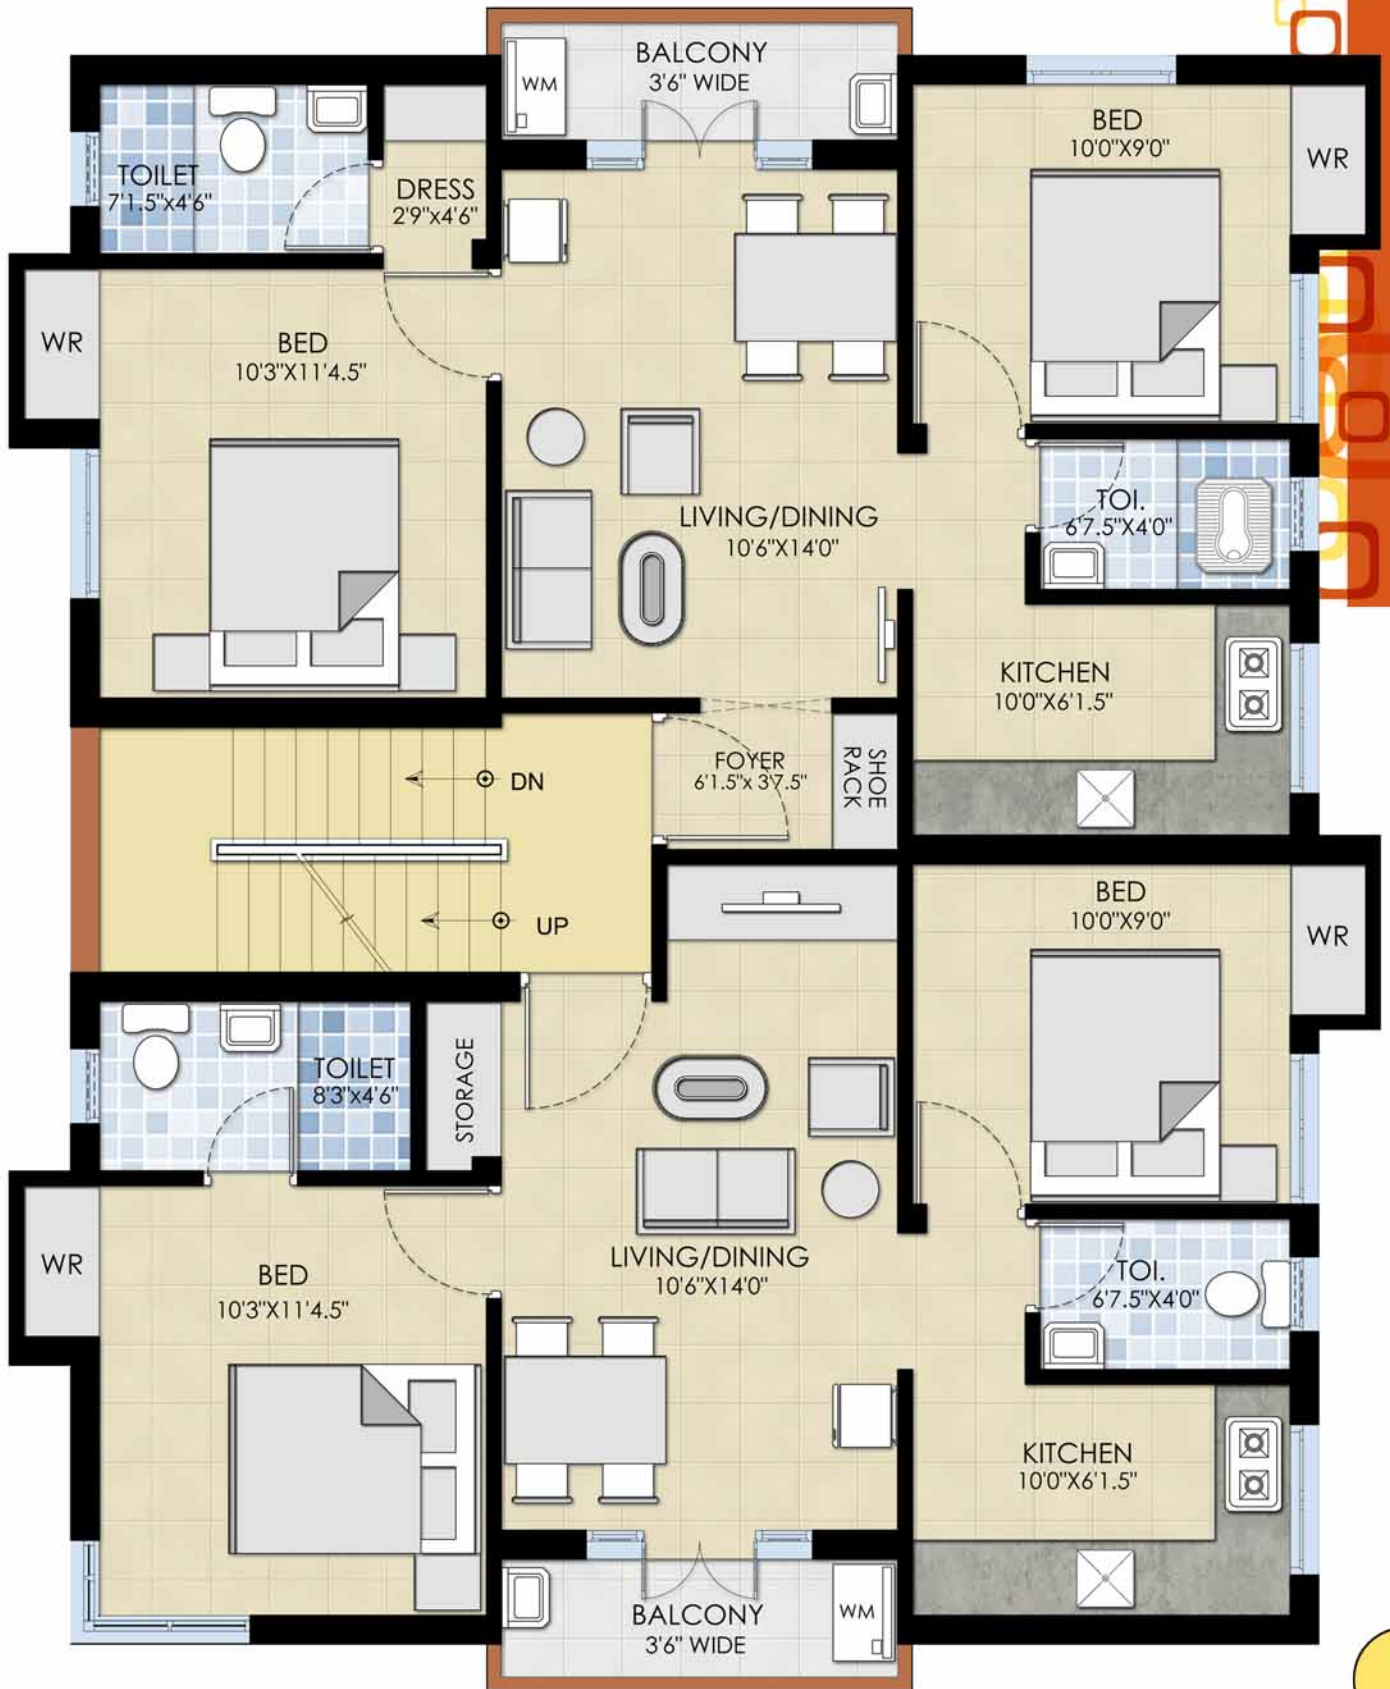 BALCONY
3'6" WIDE
WM
BED
10'0"X9'0"
WR
TOILET
7'1.5"x4'6"
DRESS
2'9"x4'6"
WR
BED
10'3"X11'4.5"
LIVING/DINING
10'6"X14'0"
TOI.
6'7.5"X4'0"
KITCHEN
10'0"X6'1.5"
FOYER
6'1.5"x 3'7.5"
SHOE
RACK
DN
UP
BED
10'0"X9'0"
WR
TOILET
8'3"x4'6"
STORAGE
WR
BED
10'3"X11'4.5"
LIVING/DINING
10'6"X14'0"
TOI.
6'7.5"X4'0"
KITCHEN
10'0"X6'1.5"
BALCONY
3'6" WIDE
WM